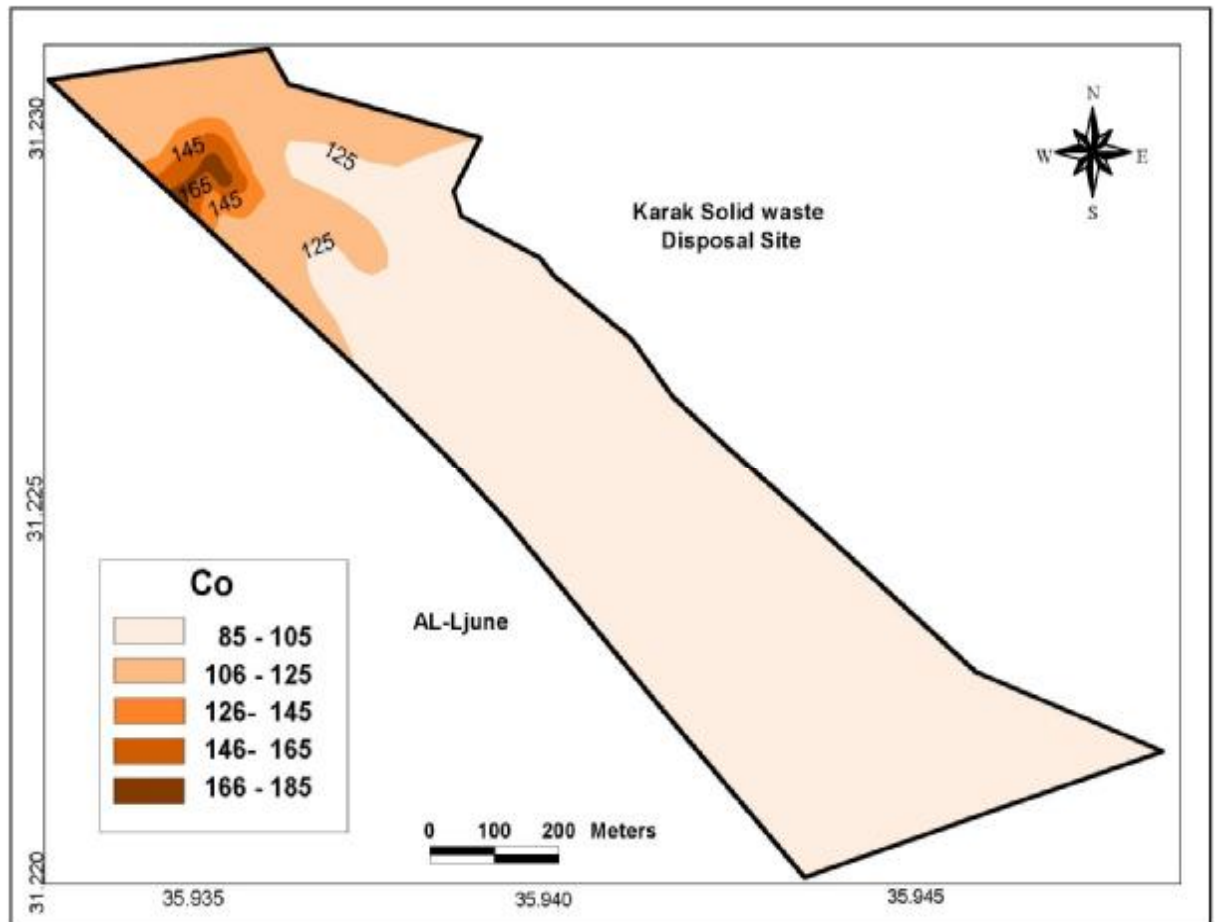 31.230
31.225
31.220
35.935
35.940
35.945
N
W
E
S
145
165
145
125
125
Karak Solid waste
Disposal Site
AL-Ljune
Co
85 - 105
106 - 125
126- 145
146- 165
166 - 185
0 100 200 Meters